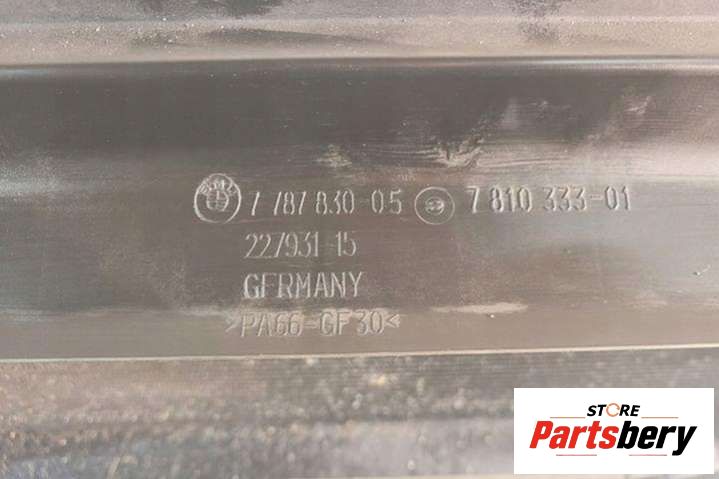 7 787 830 05 7 810 333-01
227931 15
GERMANY
>PA66-GF30<
STORE
Partsbery